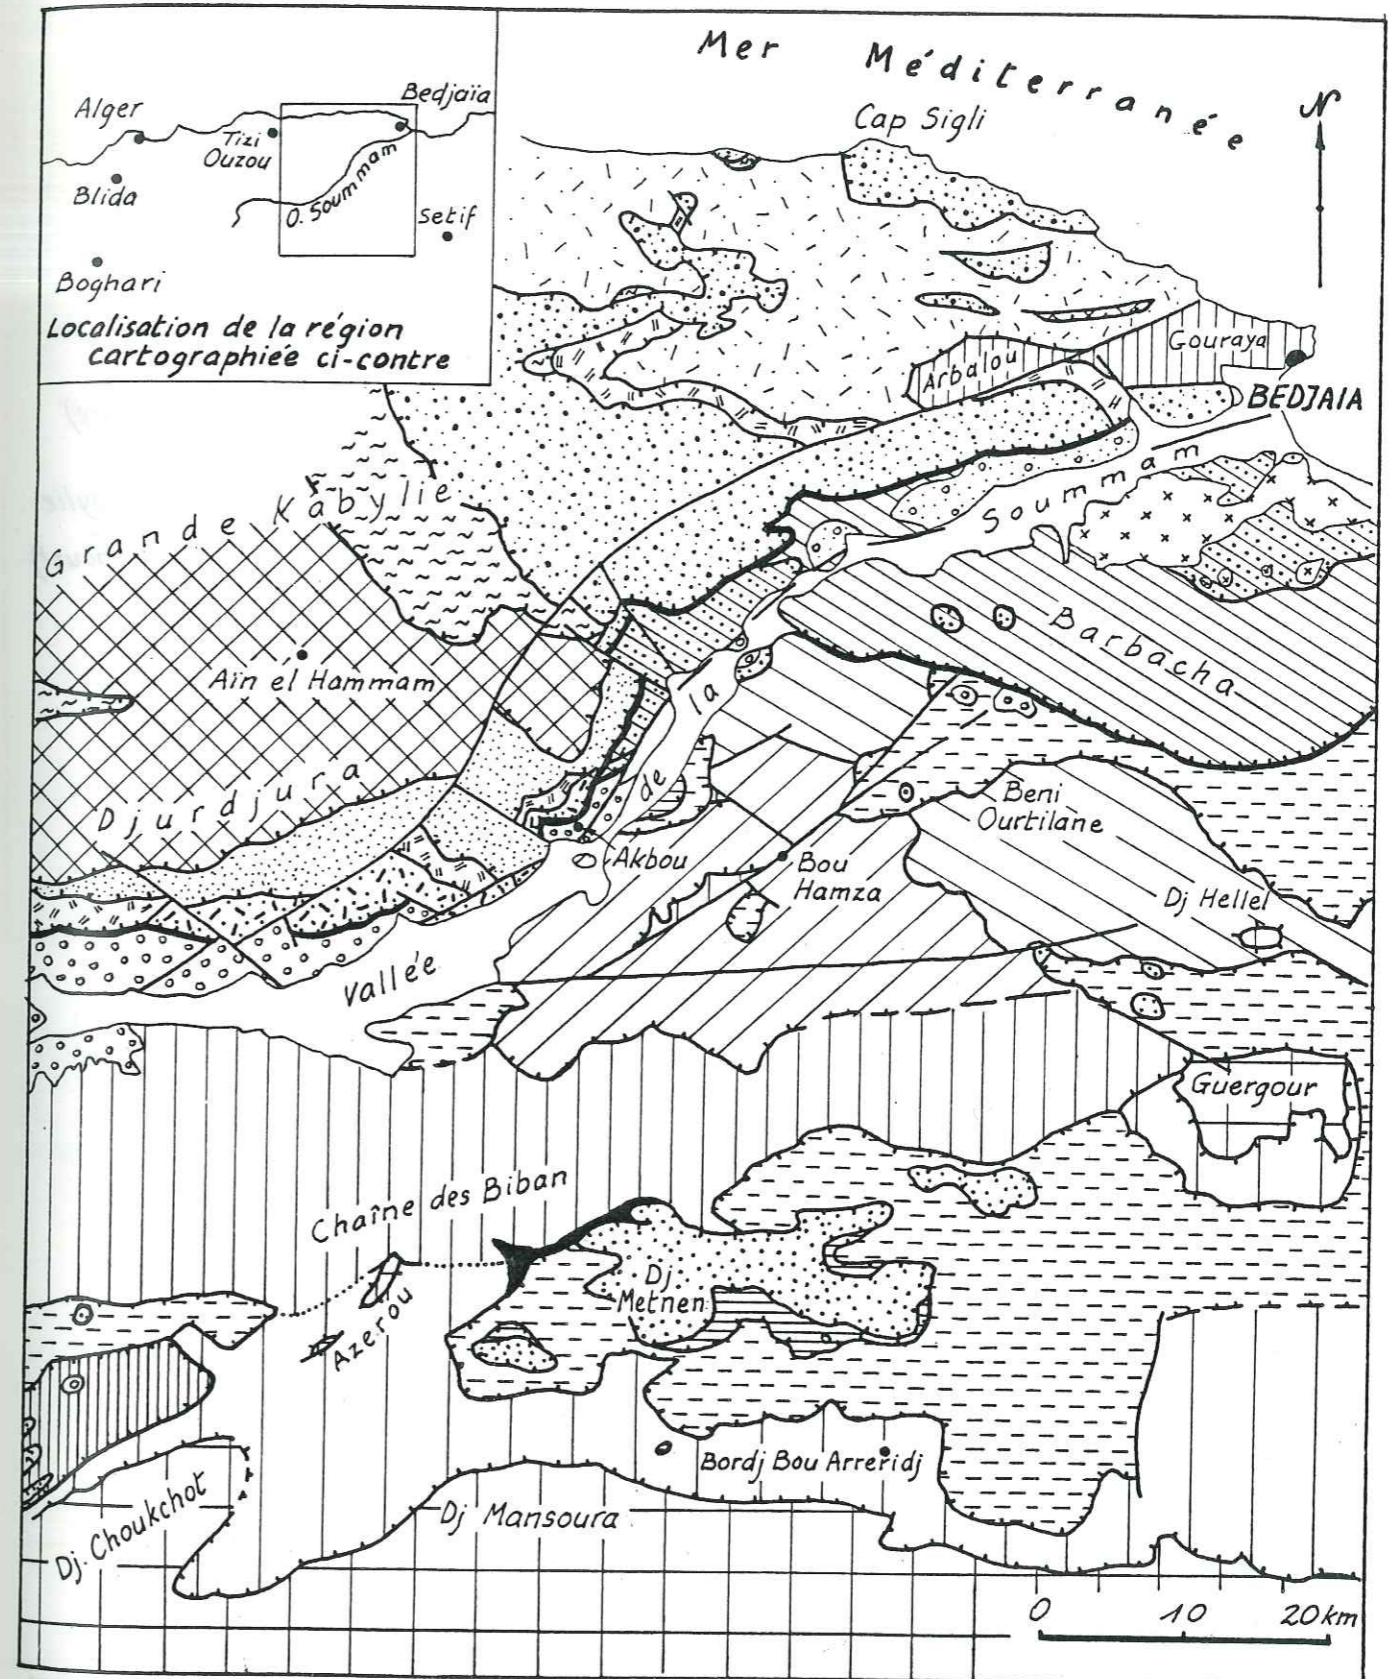 Mer Méditerranée
Cap Sigli
N
Alger
Bedjaïa
Tizi
Ouzou
O. Soummam
Blida
Setif
Boghari
Localisation de la région
cartographiée ci-contre
Gouraya
Arbalou
BEDJAIA
Grande Kabylie
Vallée de la Soummam
Barbacha
Aïn el Hammam
Djurdjura
Beni
Ourtilane
Akbou
Bou
Hamza
Dj Hellel
Guergour
Chaîne des Biban
Dj
Metnen
Azerou
Bordj Bou Arreridj
Dj. Choukchot
Dj Mansoura
0 10 20 km